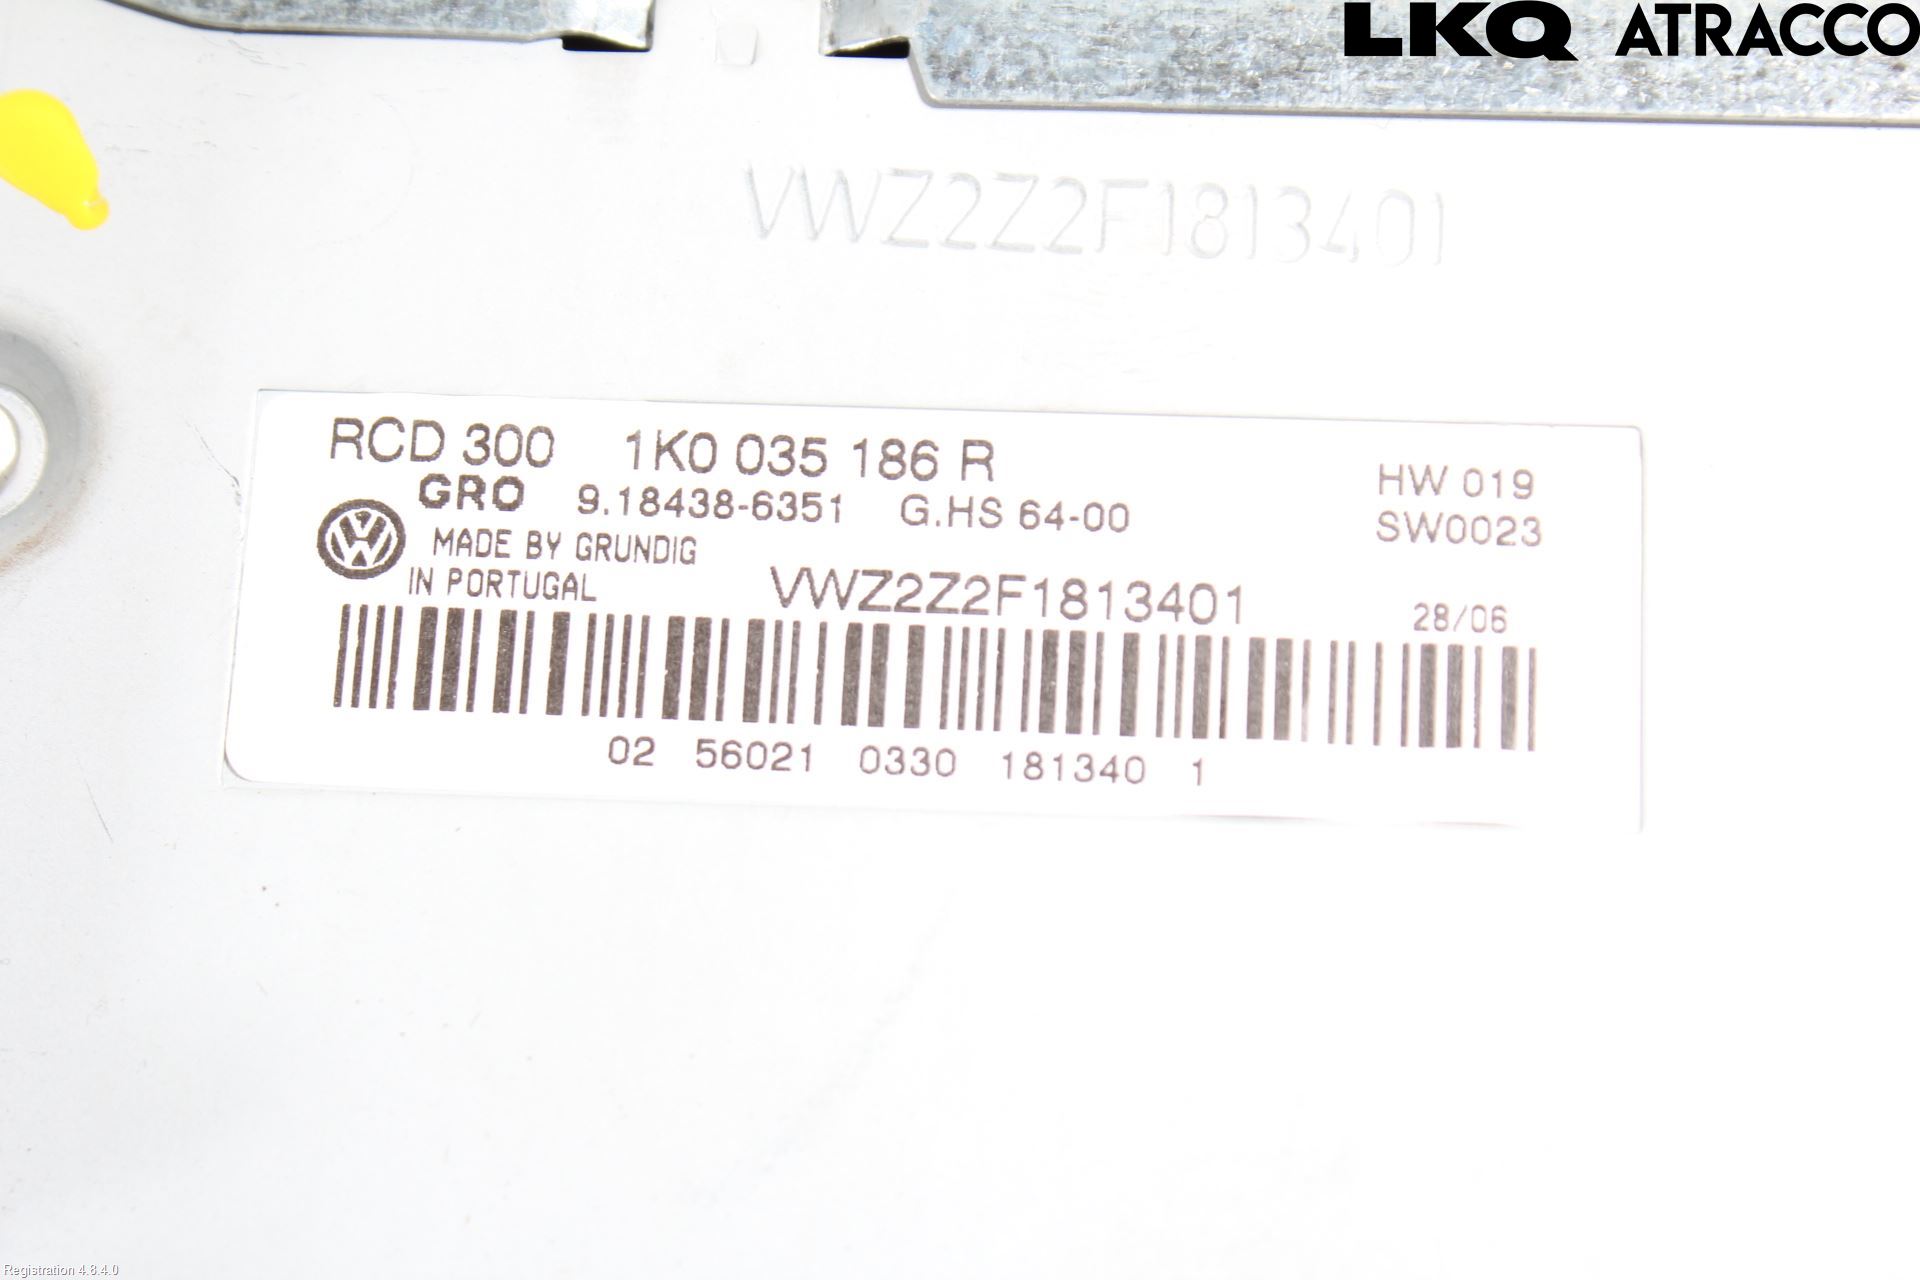 LKQ ATRACCO
VWZ2Z2F1813401
RCD 300 1K0 035 186 R
HW 019
GRO 9.18438-6351 G.HS 64-00
SW0023
MADE BY GRUNDIG
IN PORTUGAL
VWZ2Z2F1813401
28/06
02 56021 0330 181340 1
Registration 4.8.4.0